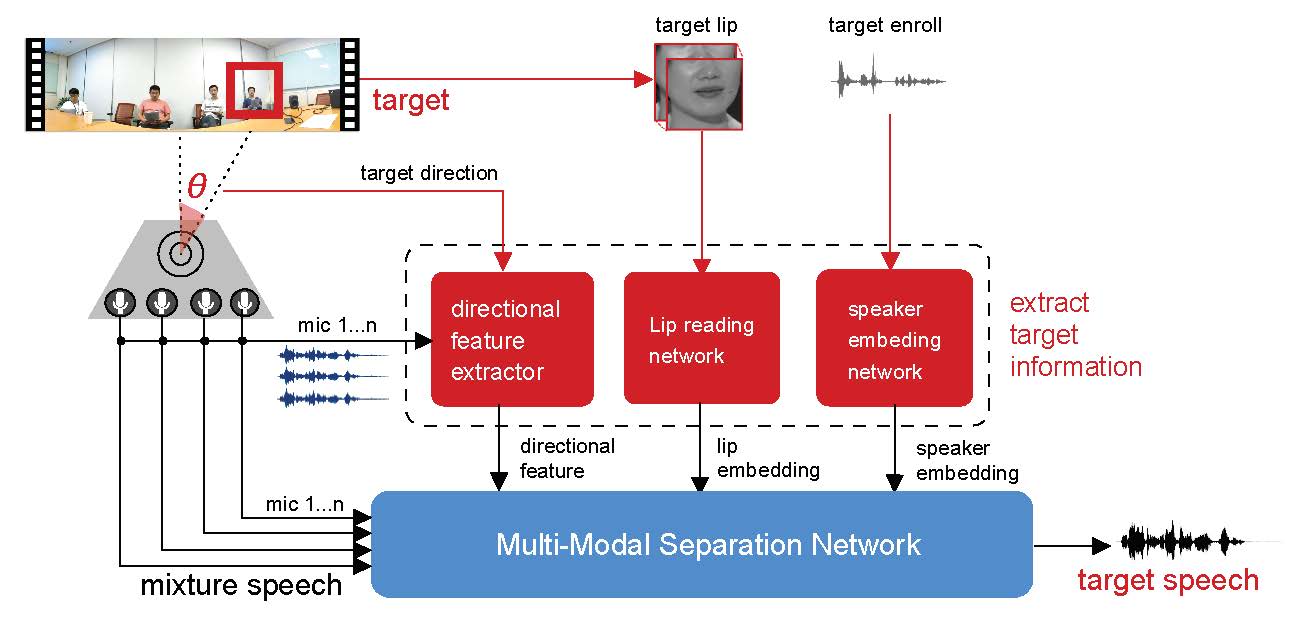 target lip
target enroll
target
target direction
θ
mic 1...n
directional
feature
extractor
Lip reading
network
speaker
embeding
network
extract
target
information
directional
feature
lip
embedding
speaker
embedding
mic 1...n
mixture speech
Multi-Modal Separation Network
target speech